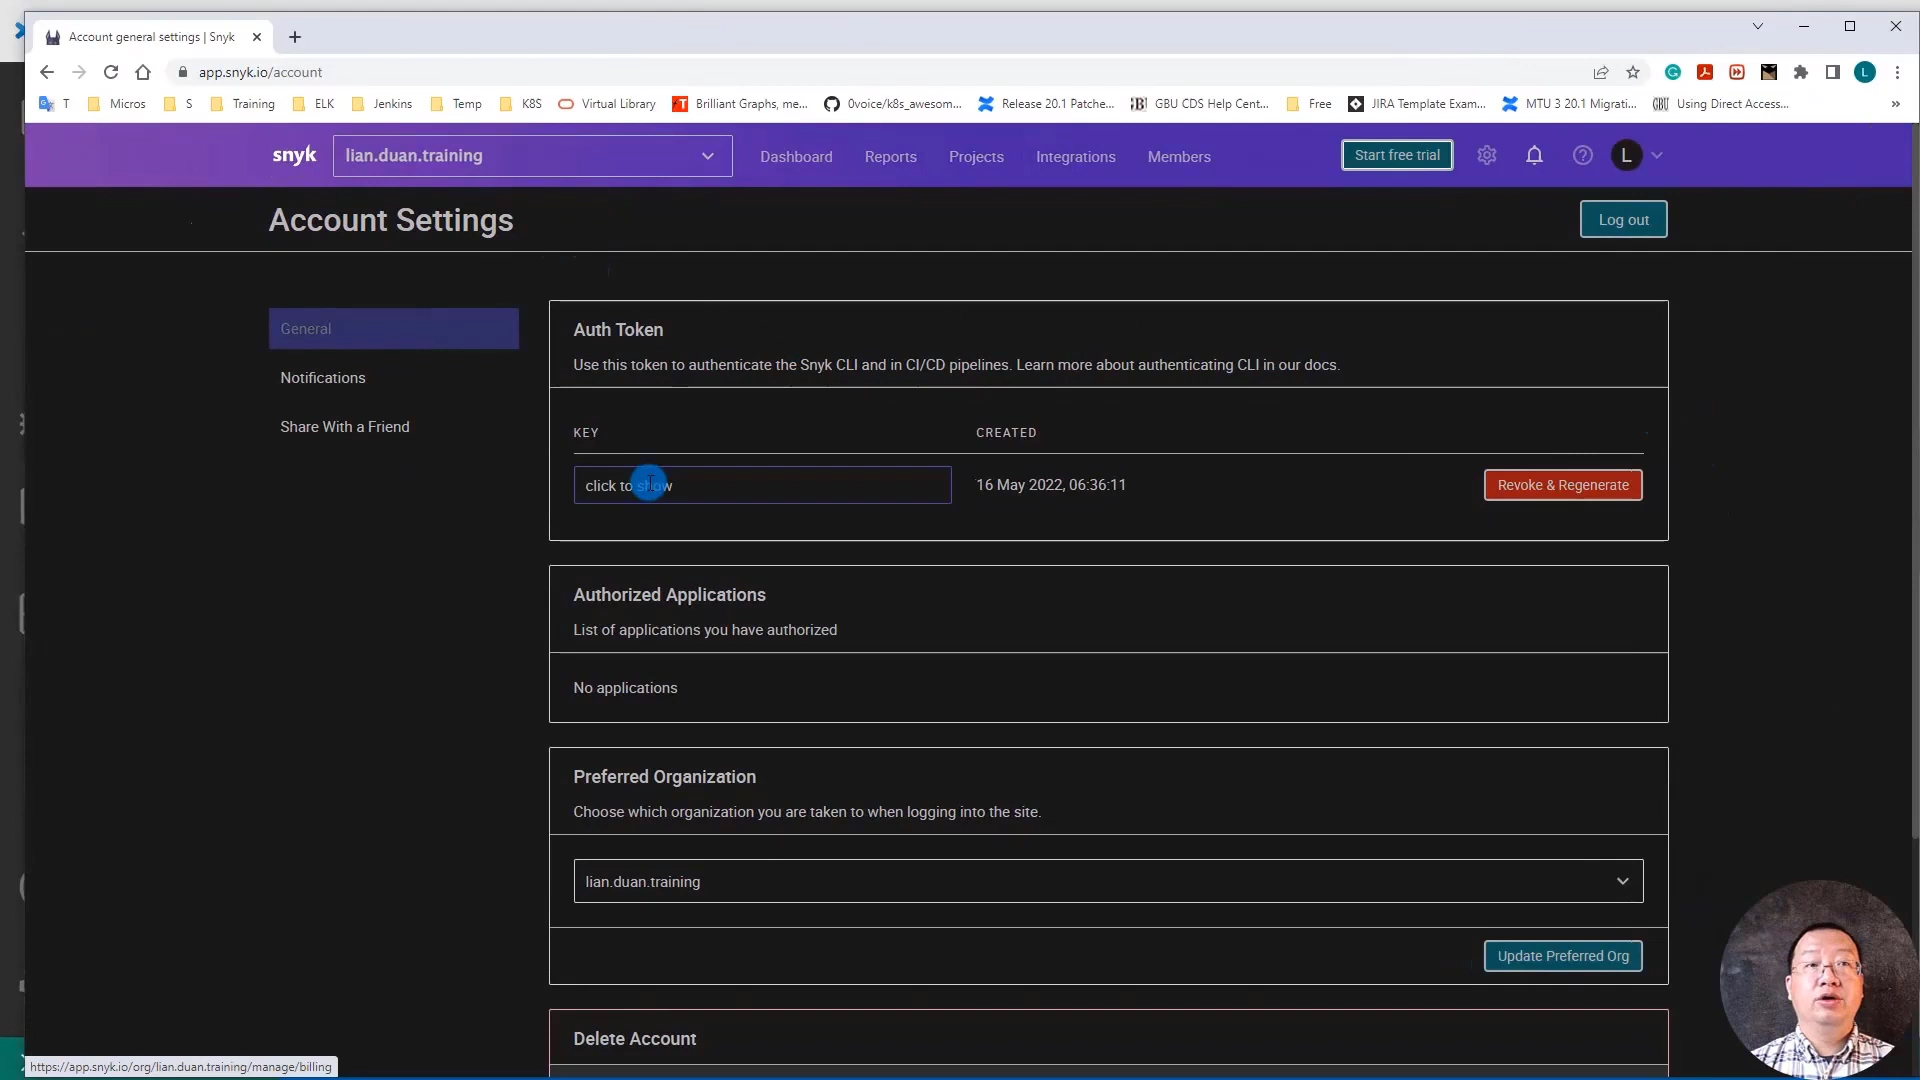 Account general settings | Snyk
app.snyk.io/account
T
Micros
S
Training
ELK
Jenkins
Temp
K8S
Virtual Library
Brilliant Graphs, me...
0voice/k8s_awesom...
Release 20.1 Patche...
GBU CDS Help Cent...
Free
JIRA Template Exam...
MTU 3 20.1 Migrati...
Using Direct Access...
snyk
lian.duan.training
Dashboard
Reports
Projects
Integrations
Members
Start free trial
L
Account Settings
Log out
General
Notifications
Share With a Friend
Auth Token
Use this token to authenticate the Snyk CLI and in CI/CD pipelines. Learn more about authenticating CLI in our docs.
KEY
CREATED
click to show
16 May 2022, 06:36:11
Revoke & Regenerate
Authorized Applications
List of applications you have authorized
No applications
Preferred Organization
Choose which organization you are taken to when logging into the site.
lian.duan.training
Update Preferred Org
Delete Account
https://app.snyk.io/org/lian.duan.training/manage/billing